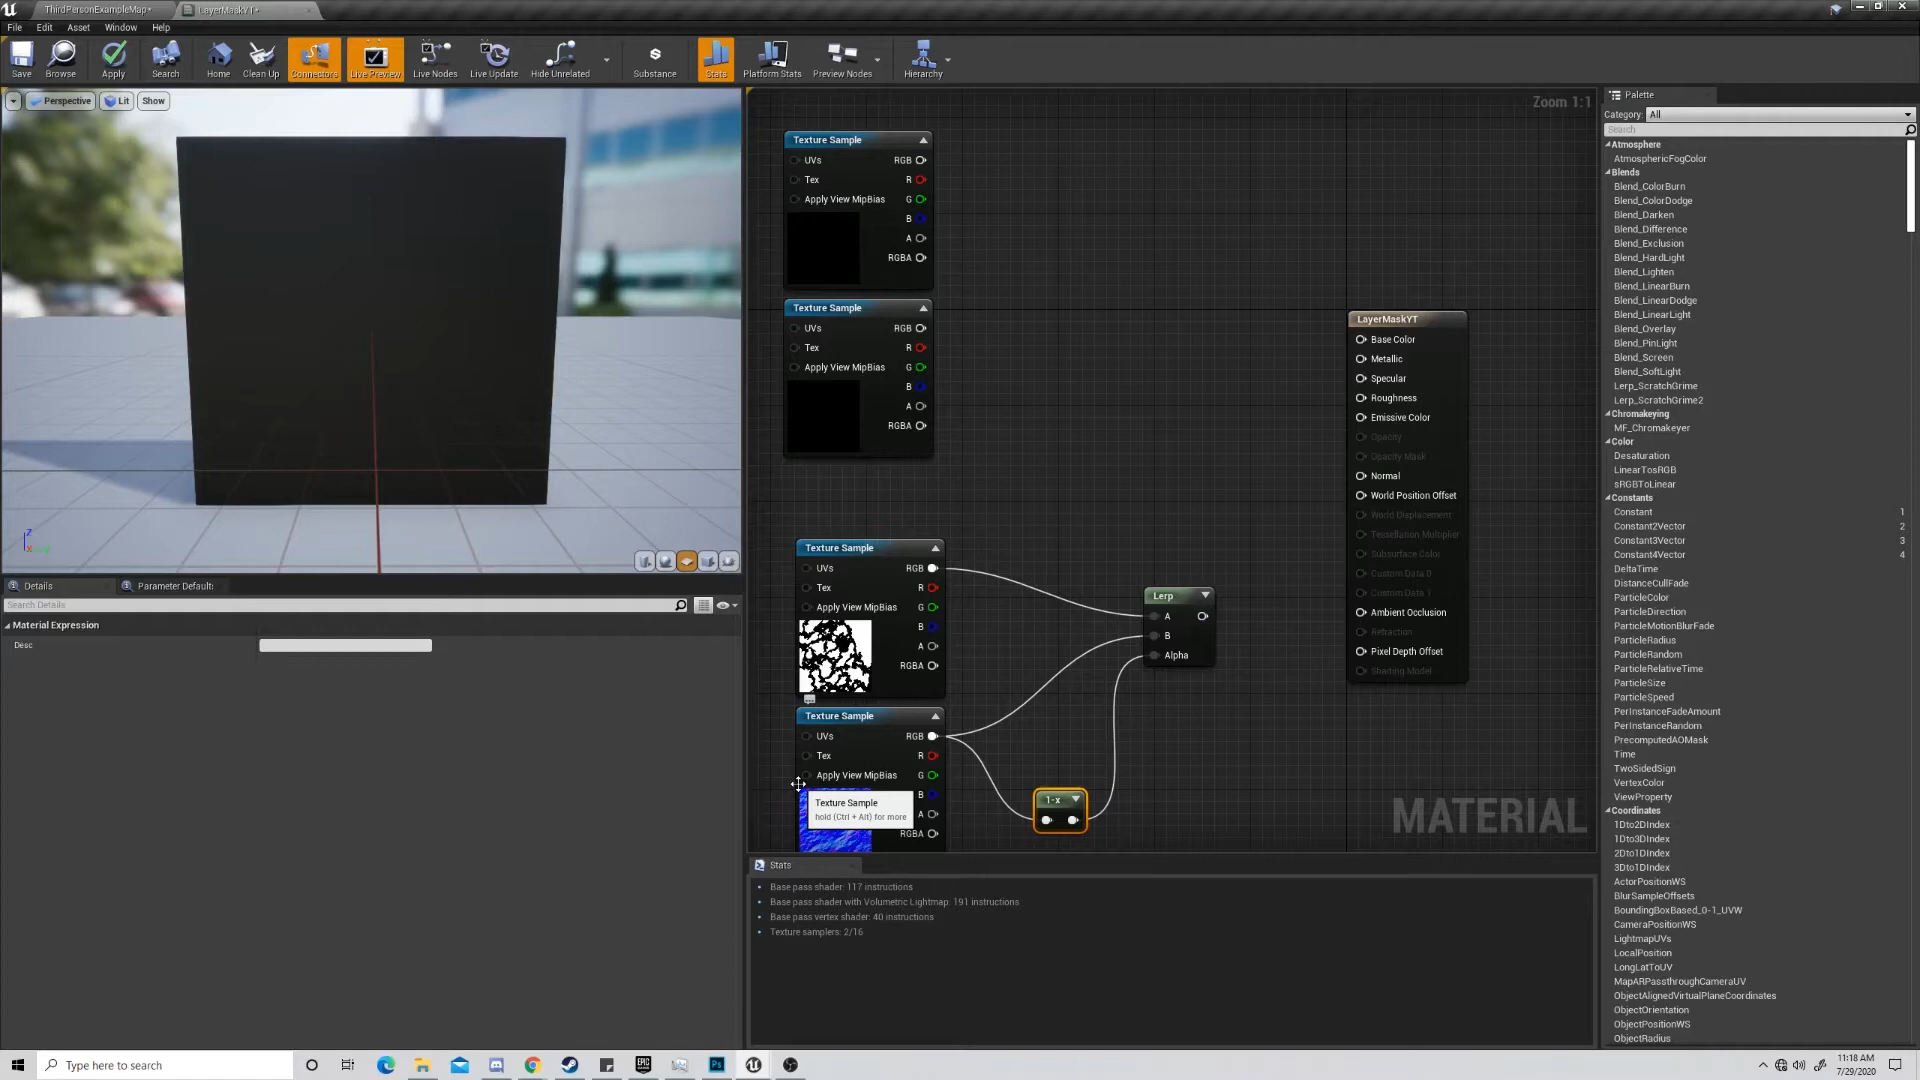 ThirdPersonExampleMap*
LayerMaskYT*
File Edit Asset Window Help
Save Browse Apply Search Home Clean Up Connectors Live Preview Live Nodes Live Update Hide Unrelated Substance Stats Platform Stats Preview Nodes Hierarchy
Perspective Lit Show
Z
Details Parameter Default:
Search Details
Material Expression
Desc
Zoom 1:1
Texture Sample
UVs RGB
Tex R
Apply View MipBias G
B
A
RGBA
Texture Sample
UVs RGB
Tex R
Apply View MipBias G
B
A
RGBA
Texture Sample
UVs RGB
Tex R
Apply View MipBias G
B
A
RGBA
Texture Sample
UVs RGB
Tex R
Apply View MipBias G
B
A
RGBA
Texture Sample
hold (Ctrl + Alt) for more
Lerp
A
B
Alpha
1-x
LayerMaskYT
Base Color
Metallic
Specular
Roughness
Emissive Color
Opacity
Opacity Mask
Normal
World Position Offset
World Displacement
Tessellation Multiplier
Subsurface Color
Custom Data 0
Custom Data 1
Ambient Occlusion
Refraction
Pixel Depth Offset
Shading Model
MATERIAL
Stats
Base pass shader: 117 instructions
Base pass shader with Volumetric Lightmap: 191 instructions
Base pass vertex shader: 40 instructions
Texture samplers: 2/16
Palette
Category: All
Search
Atmosphere
AtmosphericFogColor
Blends
Blend_ColorBurn
Blend_ColorDodge
Blend_Darken
Blend_Difference
Blend_Exclusion
Blend_HardLight
Blend_Lighten
Blend_LinearBurn
Blend_LinearDodge
Blend_LinearLight
Blend_Overlay
Blend_PinLight
Blend_Screen
Blend_SoftLight
Lerp_ScratchGrime
Lerp_ScratchGrime2
Chromakeying
MF_Chromakeyer
Color
Desaturation
LinearTosRGB
sRGBToLinear
Constants
Constant 1
Constant2Vector 2
Constant3Vector 3
Constant4Vector 4
DeltaTime
DistanceCullFade
ParticleColor
ParticleDirection
ParticleMotionBlurFade
ParticleRadius
ParticleRandom
ParticleRelativeTime
ParticleSize
ParticleSpeed
PerInstanceFadeAmount
PerInstanceRandom
PrecomputedAOMask
Time
TwoSidedSign
VertexColor
ViewProperty
Coordinates
1Dto2DIndex
1Dto3DIndex
2Dto1DIndex
3Dto1DIndex
ActorPositionWS
BlurSampleOffsets
BoundingBoxBased_0-1_UVW
CameraPositionWS
LightmapUVs
LocalPosition
LongLatToUV
MapARPassthroughCameraUV
ObjectAlignedVirtualPlaneCoordinates
ObjectOrientation
ObjectPositionWS
ObjectRadius
Type here to search
EPIC
Ps
11:18 AM
7/29/2020